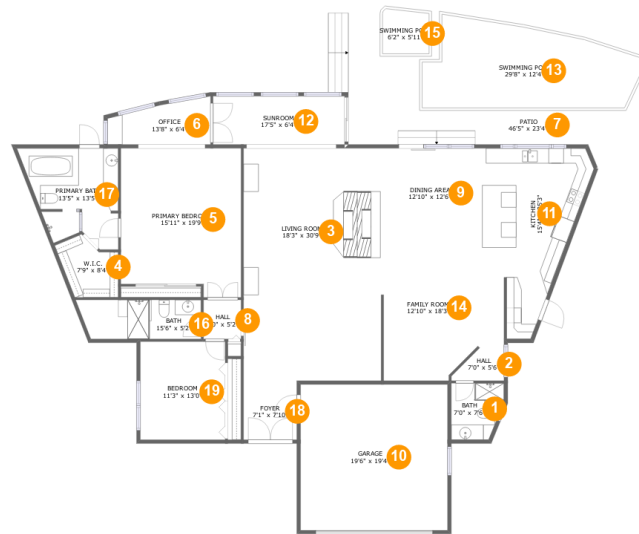 SWIMMING PO
6'2" x 5'11
15
SWIMMING PO
29'8" x 12'4
13
OFFICE
13'8" x 6'4
6
SUNROOM
17'5" x 6'4
12
PATIO
46'5" x 23'4
7
PRIMARY BAT
13'5" x 13'5
17
DINING AREA
12'10" x 12'6
9
PRIMARY BEDRO
15'11" x 19'9
5
KITCHEN
11
LIVING ROOM
18'3" x 30'9
3
W.I.C.
7'9" x 8'4
4
FAMILY ROOM
12'10" x 18'3
14
BATH
15'6" x 5'2
16
HALL
0" x 5'2
8
HALL
7'0" x 5'6
2
BEDROOM
11'3" x 13'0
19
FOYER
7'1" x 7'10
18
BATH
7'0" x 7'6
1
GARAGE
19'6" x 19'4
10